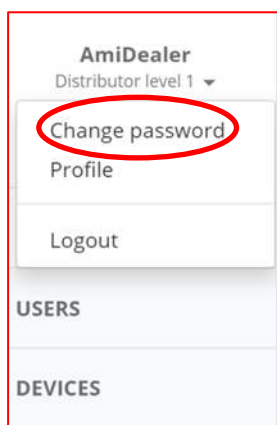 AmiDealer
Distributor level 1
Change password
Profile
Logout
USERS
DEVICES